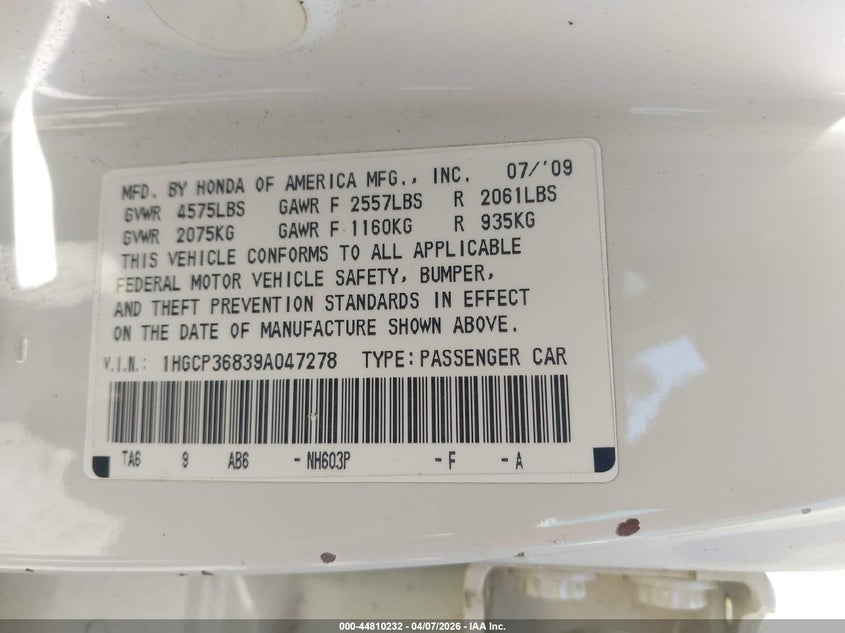 MFD. BY HONDA OF AMERICA MFG., INC. 07/'09
GVWR 4575LBS GAWR F 2557LBS R 2061LBS
GVWR 2075KG GAWR F 1160KG R 935KG
THIS VEHICLE CONFORMS TO ALL APPLICABLE
FEDERAL MOTOR VEHICLE SAFETY, BUMPER,
AND THEFT PREVENTION STANDARDS IN EFFECT
ON THE DATE OF MANUFACTURE SHOWN ABOVE.
V.I.N.: 1HGCP36839A047278 TYPE: PASSENGER CAR
TA6 9 AB6 -NH603P -F -A
000-44810232 - 04/07/2026 - IAA Inc.